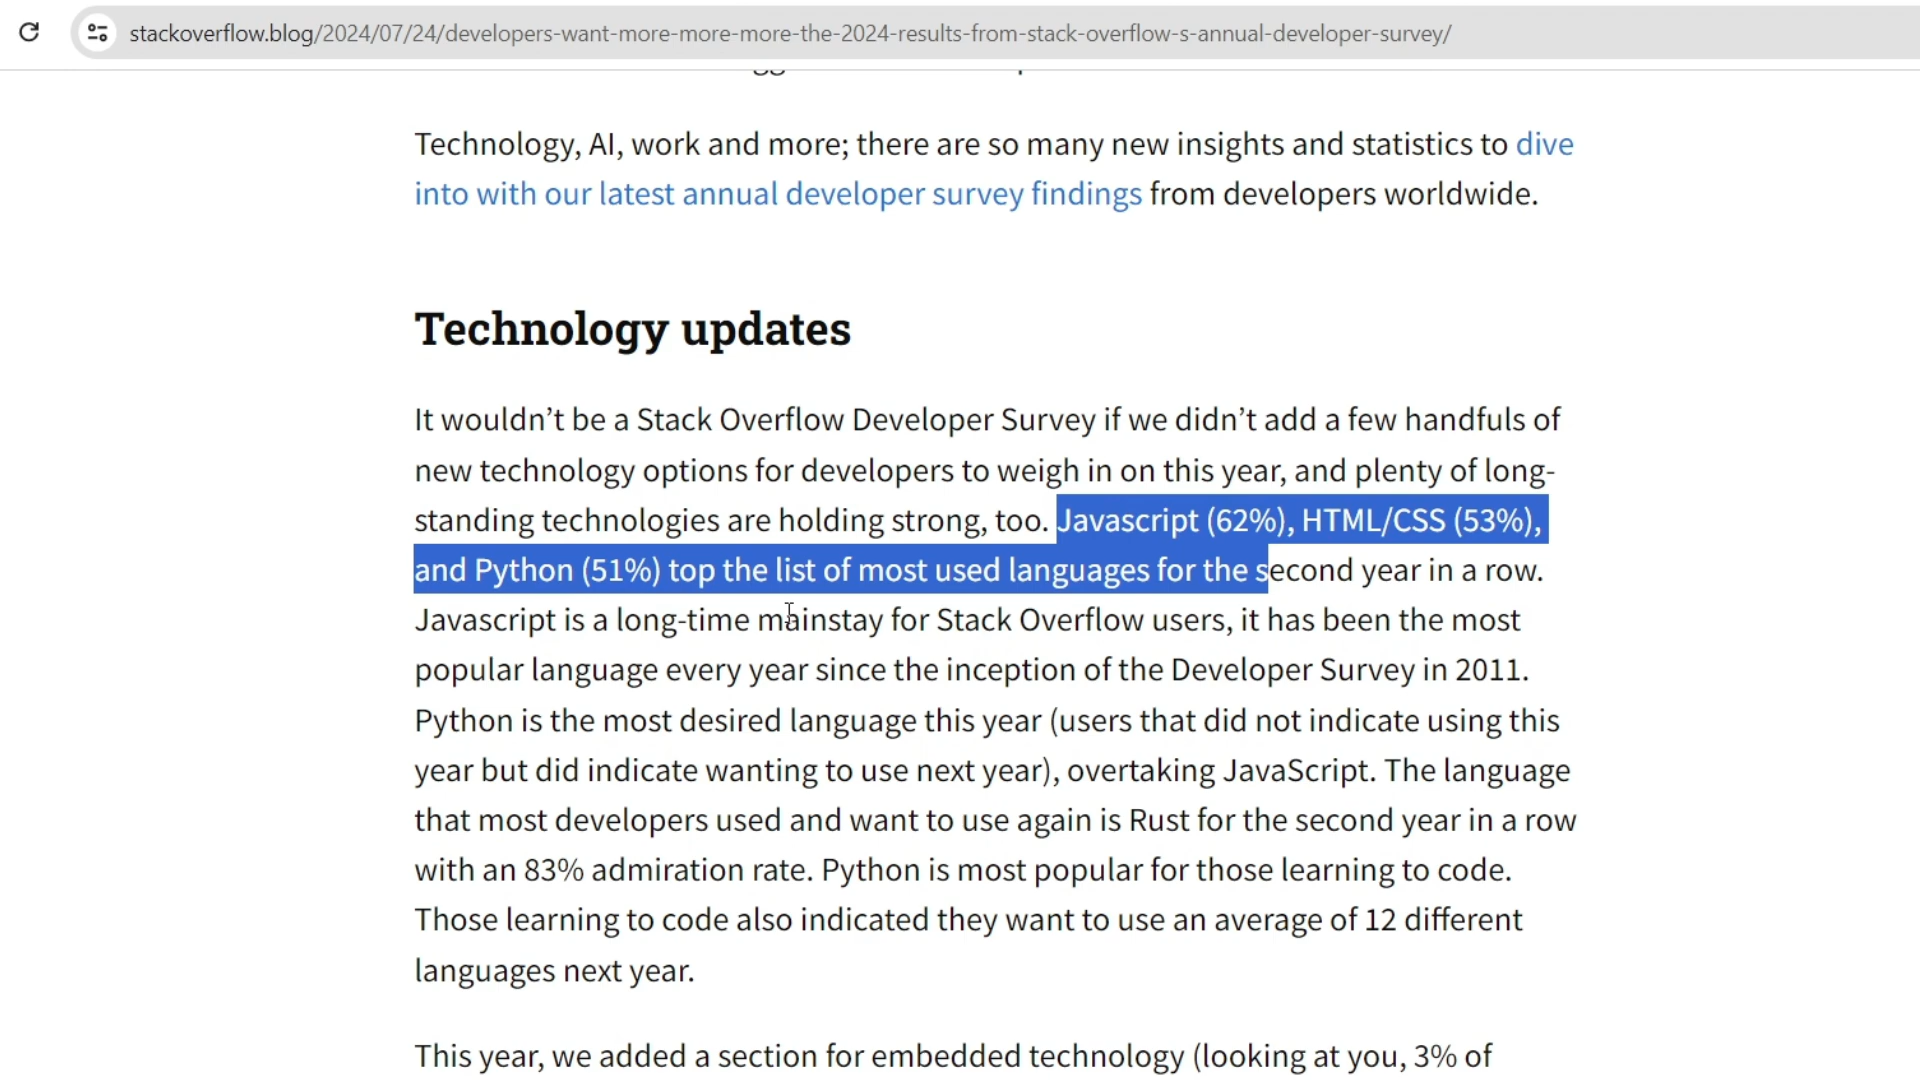 stackoverflow.blog/2024/07/24/developers-want-more-more-more-the-2024-results-from-stack-overflow-s-annual-developer-survey/
Technology, AI, work and more; there are so many new insights and statistics to dive
into with our latest annual developer survey findings from developers worldwide.
Technology updates
It wouldn’t be a Stack Overflow Developer Survey if we didn’t add a few handfuls of
new technology options for developers to weigh in on this year, and plenty of long-
standing technologies are holding strong, too. Javascript (62%), HTML/CSS (53%),
and Python (51%) top the list of most used languages for the second year in a row.
Javascript is a long-time mainstay for Stack Overflow users, it has been the most
popular language every year since the inception of the Developer Survey in 2011.
Python is the most desired language this year (users that did not indicate using this
year but did indicate wanting to use next year), overtaking JavaScript. The language
that most developers used and want to use again is Rust for the second year in a row
with an 83% admiration rate. Python is most popular for those learning to code.
Those learning to code also indicated they want to use an average of 12 different
languages next year.
This year, we added a section for embedded technology (looking at you, 3% of